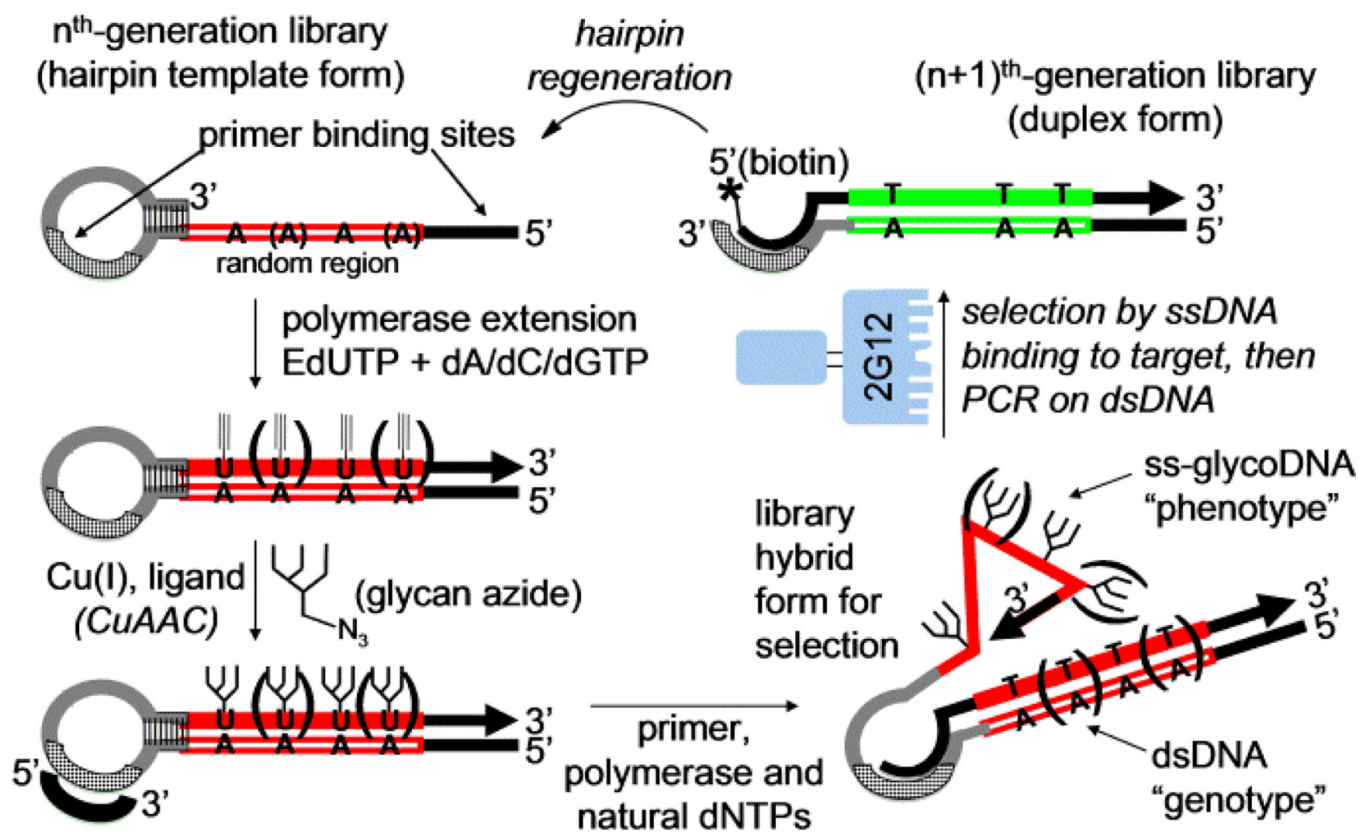 nth-generation library
(hairpin template form)
hairpin
regeneration
(n+1)th-generation library
(duplex form)
primer binding sites
3’
A (A) A (A)
5’
random region
5’(biotin)
*
3’
T T T
3’
A A A
5’
polymerase extension
EdUTP + dA/dC/dGTP
2G12
selection by ssDNA
binding to target, then
PCR on dsDNA
U (U) U (U)
3’
A A A A
5’
Cu(I), ligand
(CuAAC)
N3
(glycan azide)
U (U) U (U)
3’
A A A A
5’
5’
3’
primer,
polymerase and
natural dNTPs
library
hybrid
form for
selection
ss-glycoDNA
“phenotype”
3’
T (T) T (T)
3’
A (A) A (A)
5’
dsDNA
“genotype”